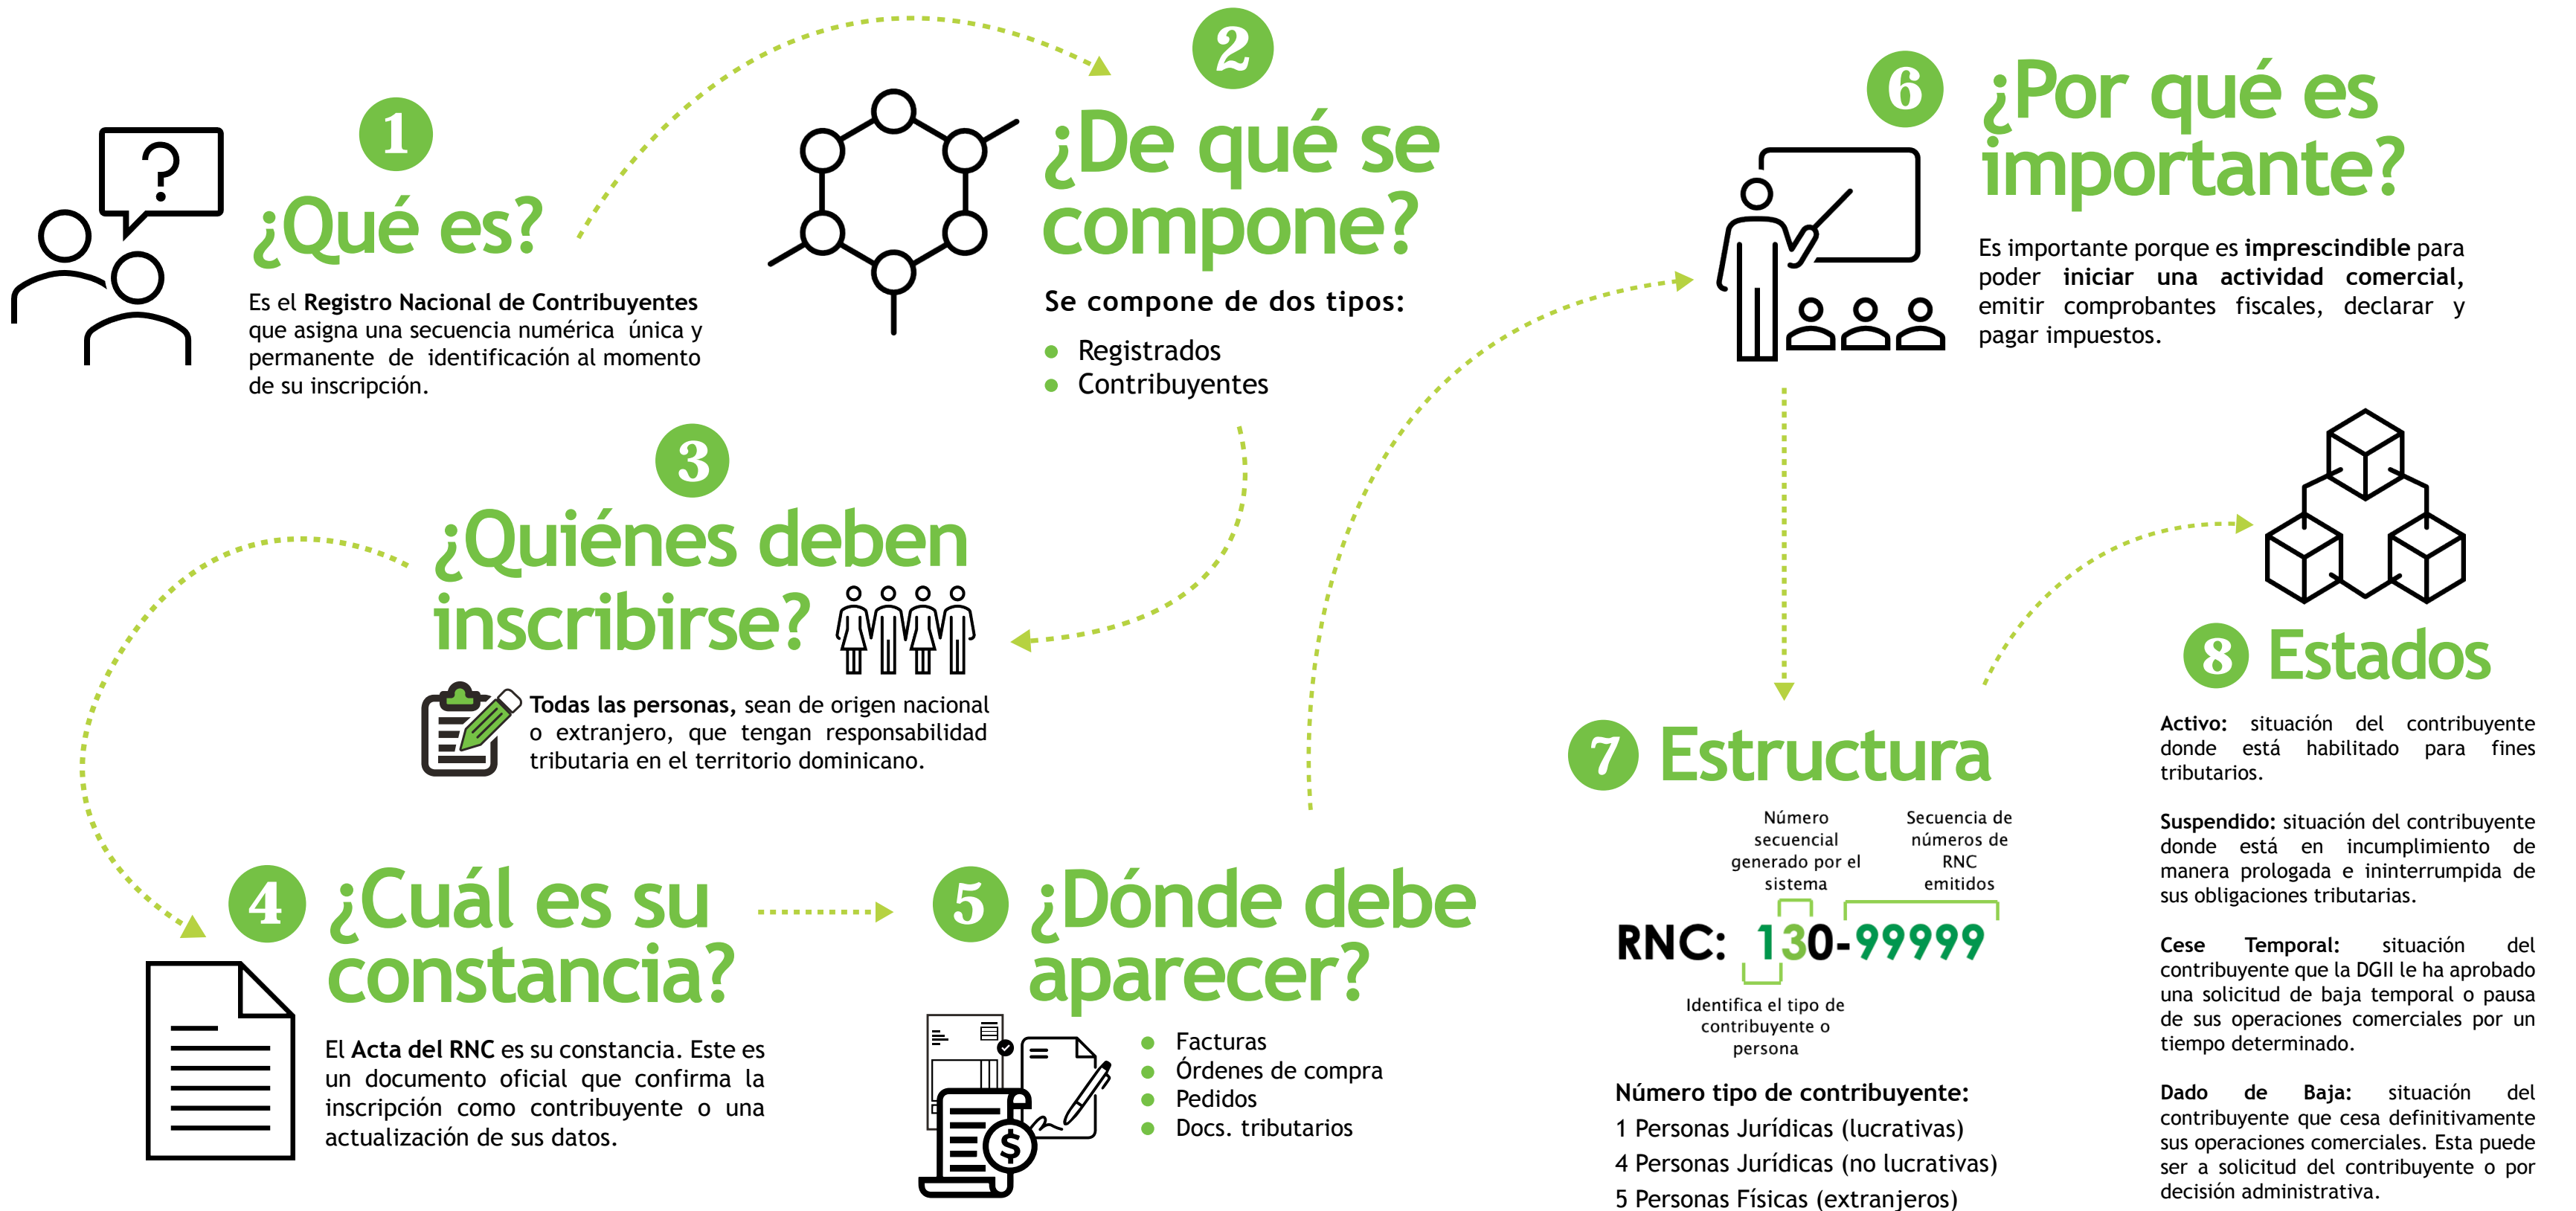 1
¿Qué es?
Es el Registro Nacional de Contribuyentes
que asigna una secuencia numérica única y
permanente de identificación al momento
de su inscripción.
?
2
¿De qué se
compone?
Se compone de dos tipos:
Registrados
Contribuyentes
3
¿Quiénes deben
inscribirse?
Todas las personas, sean de origen nacional
o extranjero, que tengan responsabilidad
tributaria en el territorio dominicano.
4
¿Cuál es su
constancia?
El Acta del RNC es su constancia. Este es
un documento oficial que confirma la
inscripción como contribuyente o una
actualización de sus datos.
5
¿Dónde debe
aparecer?
Facturas
Órdenes de compra
Pedidos
Docs. tributarios
$
6
¿Por qué es
importante?
Es importante porque es imprescindible para
poder iniciar una actividad comercial,
emitir comprobantes fiscales, declarar y
pagar impuestos.
7
Estructura
Número
secuencial
generado por el
sistema
Secuencia de
números de
RNC
emitidos
RNC: 130-99999
Identifica el tipo de
contribuyente o
persona
Número tipo de contribuyente:
1 Personas Jurídicas (lucrativas)
4 Personas Jurídicas (no lucrativas)
5 Personas Físicas (extranjeros)
8
Estados
Activo: situación del contribuyente
donde está habilitado para fines
tributarios.
Suspendido: situación del contribuyente
donde está en incumplimiento de
manera prologada e ininterrumpida de
sus obligaciones tributarias.
Cese Temporal: situación del
contribuyente que la DGII le ha aprobado
una solicitud de baja temporal o pausa
de sus operaciones comerciales por un
tiempo determinado.
Dado de Baja: situación del
contribuyente que cesa definitivamente
sus operaciones comerciales. Esta puede
ser a solicitud del contribuyente o por
decisión administrativa.